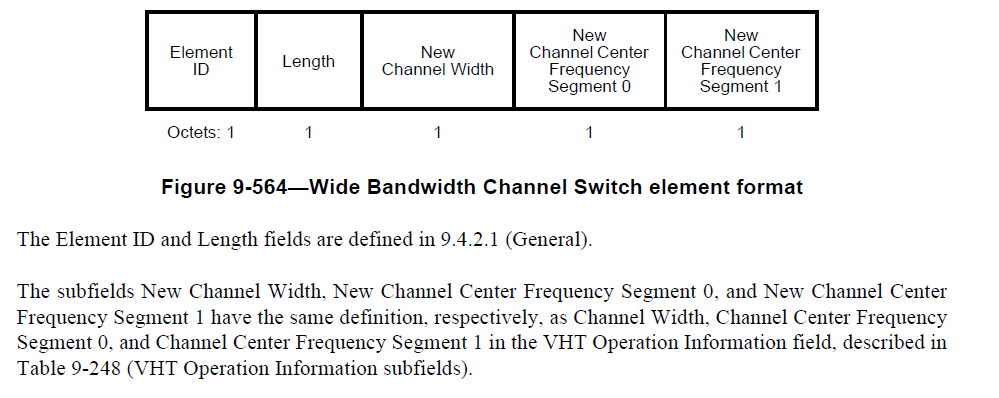 Element ID
Length
New Channel Width
New Channel Center Frequency Segment 0
New Channel Center Frequency Segment 1
Octets: 1 1 1 1 1
Figure 9-564—Wide Bandwidth Channel Switch element format
The Element ID and Length fields are defined in 9.4.2.1 (General).
The subfields New Channel Width, New Channel Center Frequency Segment 0, and New Channel Center
Frequency Segment 1 have the same definition, respectively, as Channel Width, Channel Center Frequency
Segment 0, and Channel Center Frequency Segment 1 in the VHT Operation Information field, described in
Table 9-248 (VHT Operation Information subfields).